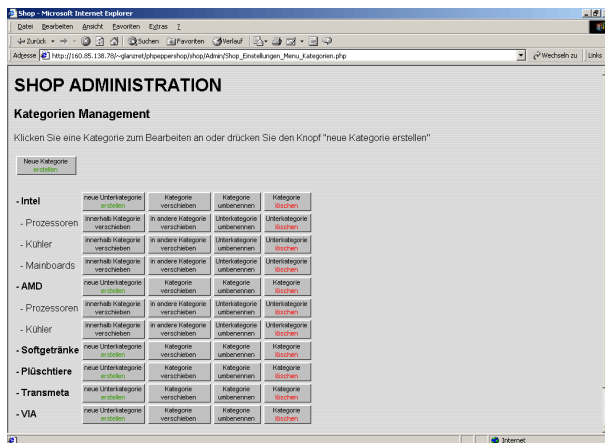 Shop - Microsoft Internet Explorer
Datei Bearbeiten Ansicht Favoriten Extras ?
Zurück Suchen Favoriten Verlauf
Adresse http://160.85.138.78/~glanzret/phpeppershop/shop/Admin/Shop_Einstellungen_Menu_Kategorien.php Wechseln zu Links
SHOP ADMINISTRATION
Kategorien Management
Klicken Sie eine Kategorie zum Bearbeiten an oder drücken Sie den Knopf "neue Kategorie erstellen"
Neue Kategorie
erstellen
- Intel neue Unterkategorie erstellen Kategorie verschieben Kategorie umbenennen Kategorie löschen
- Prozessoren innerhalb Kategorie verschieben in andere Kategorie verschieben Unterkategorie umbenennen Unterkategorie löschen
- Kühler innerhalb Kategorie verschieben in andere Kategorie verschieben Unterkategorie umbenennen Unterkategorie löschen
- Mainboards innerhalb Kategorie verschieben in andere Kategorie verschieben Unterkategorie umbenennen Unterkategorie löschen
- AMD neue Unterkategorie erstellen Kategorie verschieben Kategorie umbenennen Kategorie löschen
- Prozessoren innerhalb Kategorie verschieben in andere Kategorie verschieben Unterkategorie umbenennen Unterkategorie löschen
- Kühler innerhalb Kategorie verschieben in andere Kategorie verschieben Unterkategorie umbenennen Unterkategorie löschen
- Softgetränke neue Unterkategorie erstellen Kategorie verschieben Kategorie umbenennen Kategorie löschen
- Plüschtiere neue Unterkategorie erstellen Kategorie verschieben Kategorie umbenennen Kategorie löschen
- Transmeta neue Unterkategorie erstellen Kategorie verschieben Kategorie umbenennen Kategorie löschen
- VIA neue Unterkategorie erstellen Kategorie verschieben Kategorie umbenennen Kategorie löschen
Internet